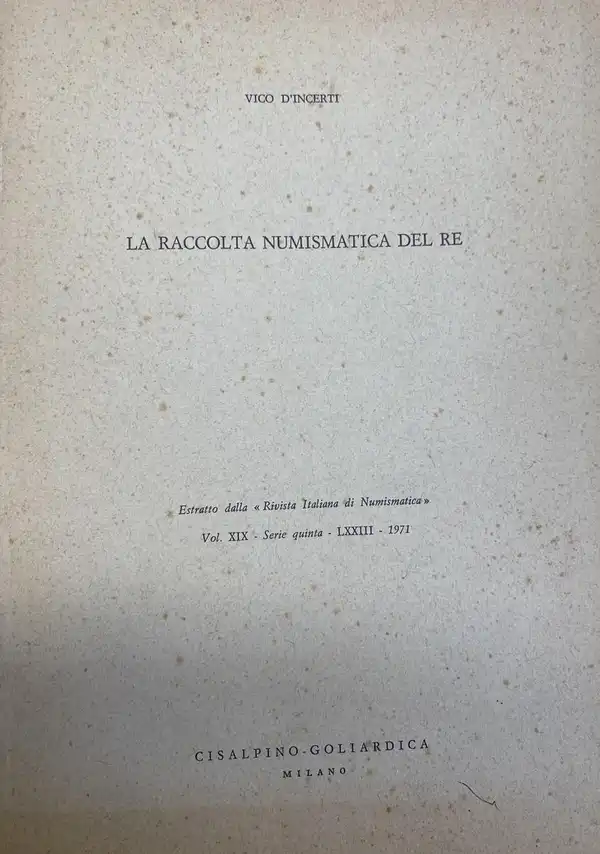 VICO D'INCERTI
LA RACCOLTA NUMISMATICA DEL RE
Estratto dalla « Rivista Italiana di Numismatica »
Vol. XIX - Serie quinta - LXXIII - 1971
CISALPINO-GOLIARDICA
MILANO